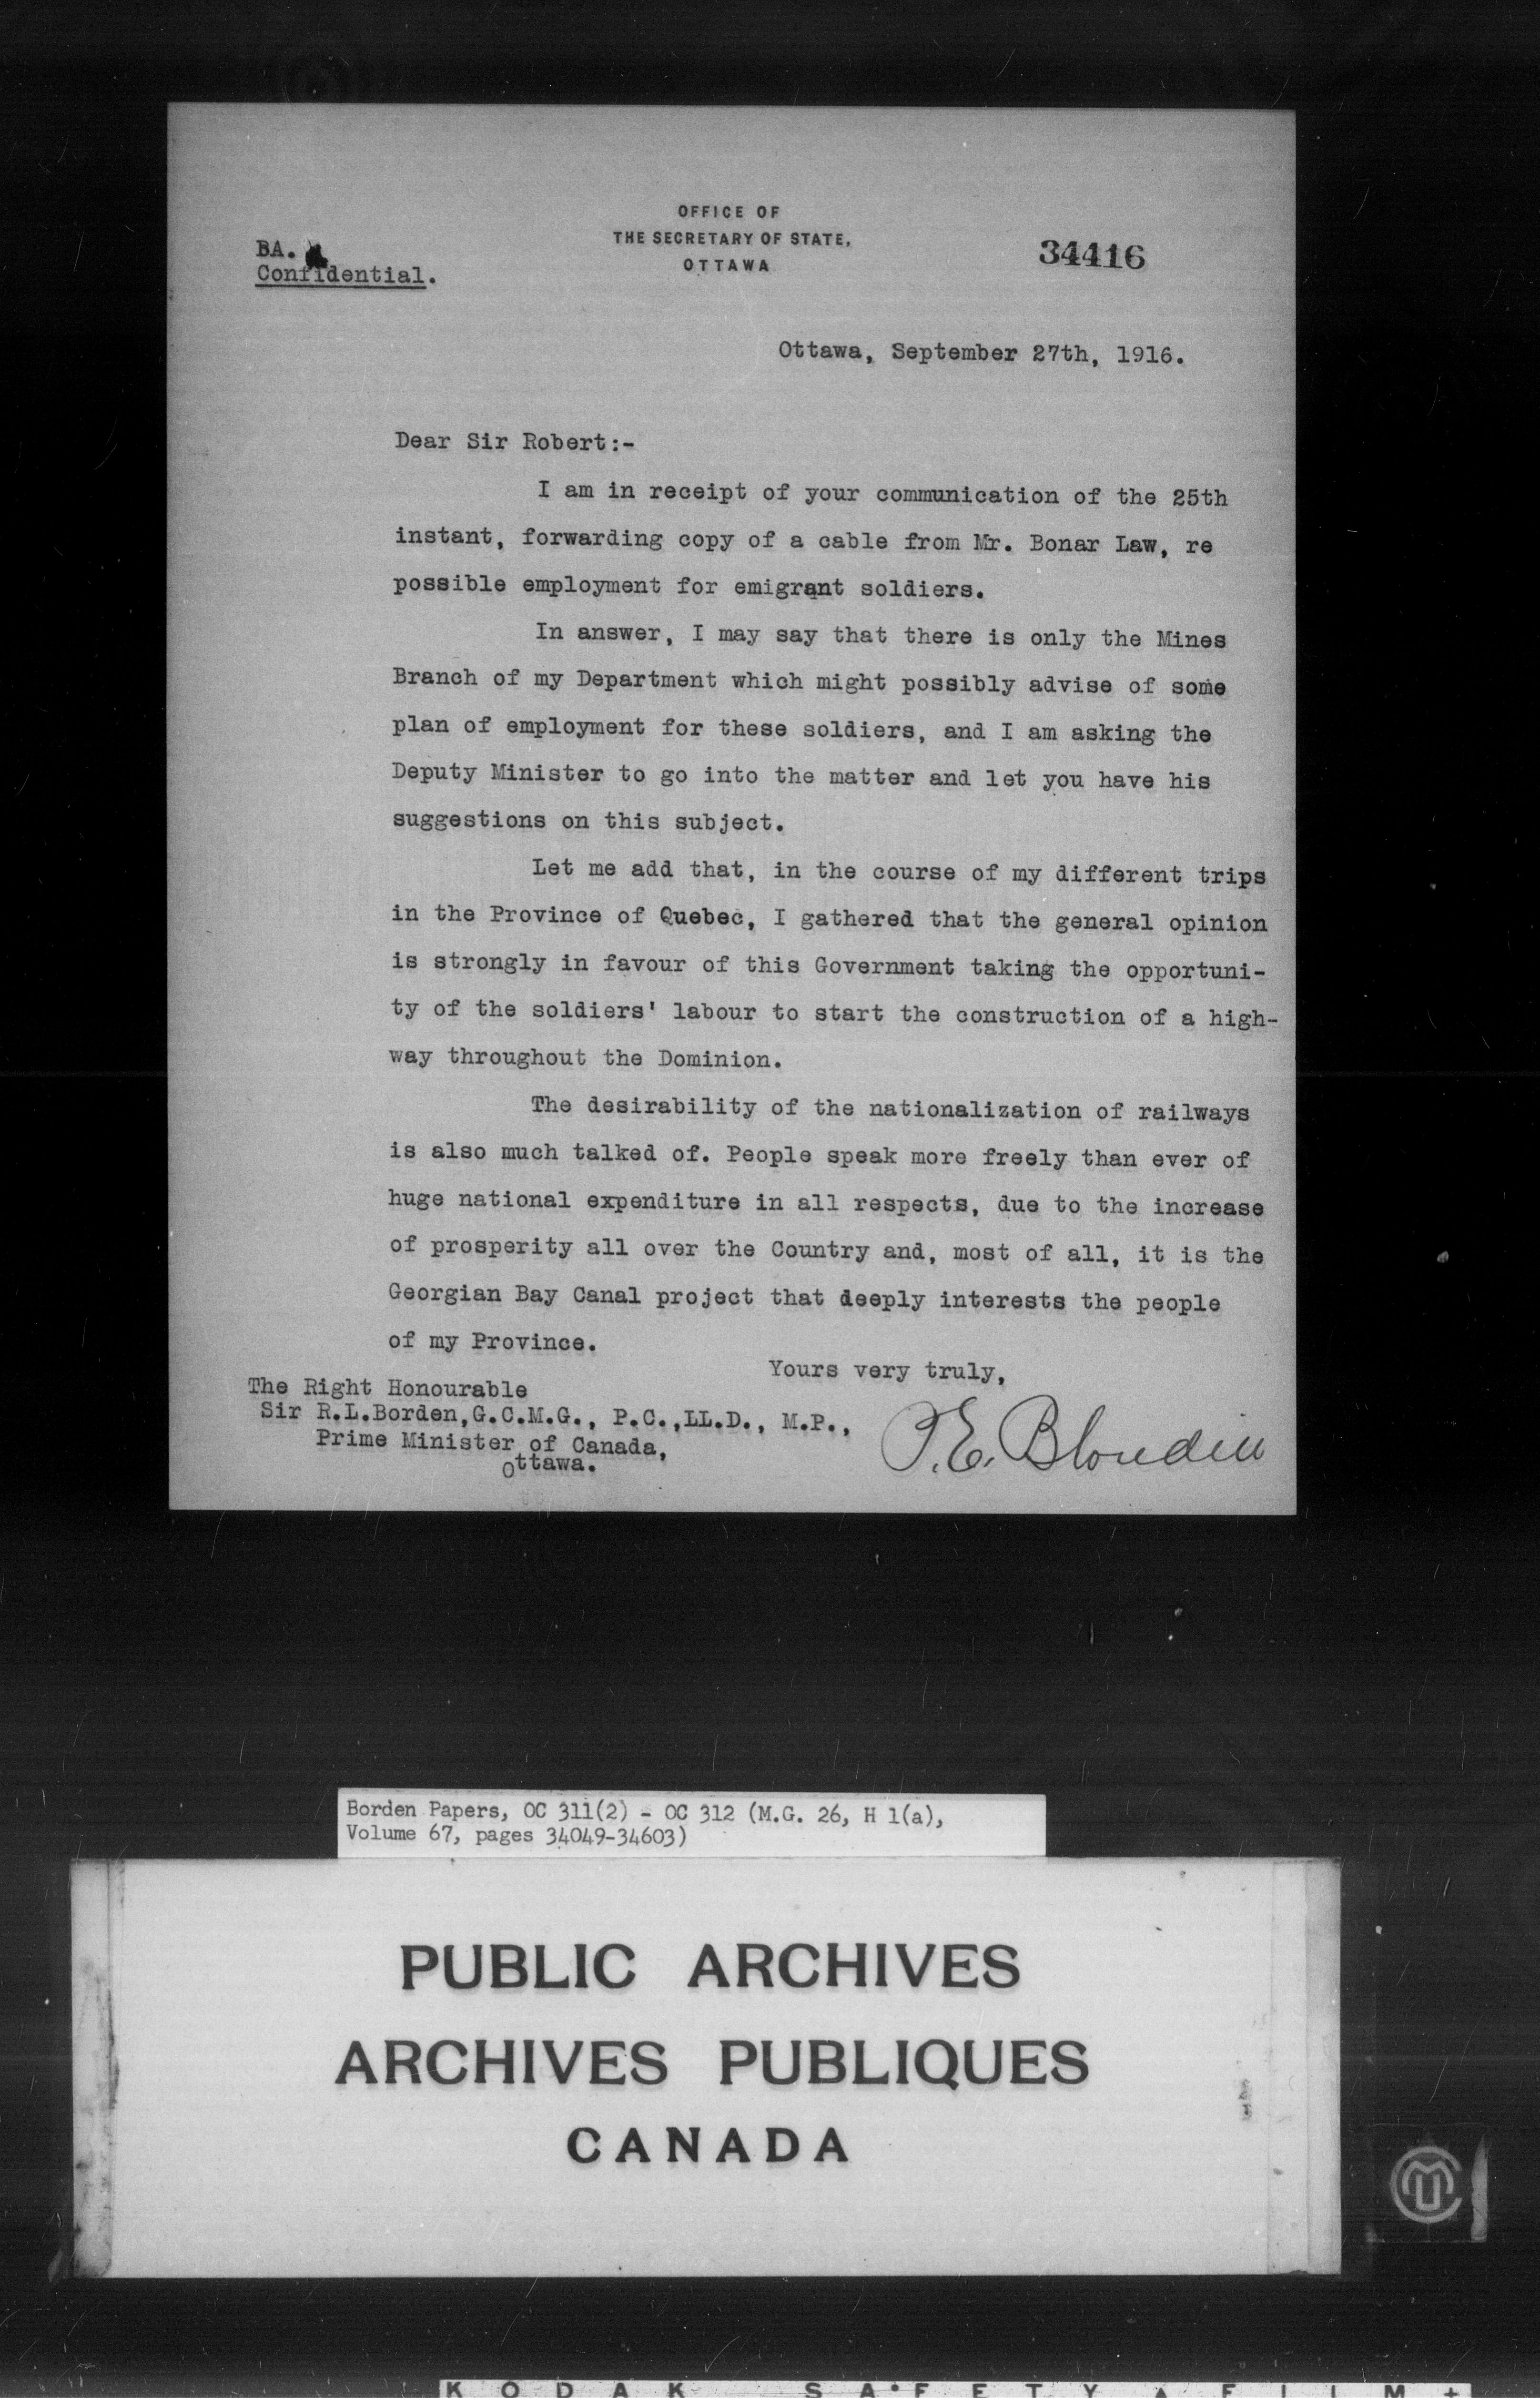 OFFICE OF
THE SECRETARY OF STATE,
OTTAWA
BA.
Confidential.
34416
Ottawa, September 27th, 1916.
Dear Sir Robert:-
I am in receipt of your communication of the 25th
instant, forwarding copy of a cable from Mr. Bonar Law, re
possible employment for emigrant soldiers.
In answer, I may say that there is only the Mines
Branch of my Department which might possibly advise of some
plan of employment for these soldiers, and I am asking the
Deputy Minister to go into the matter and let you have his
suggestions on this subject.
Let me add that, in the course of my different trips
in the Province of Quebec, I gathered that the general opinion
is strongly in favour of this Government taking the opportuni-
ty of the soldiers' labour to start the construction of a high-
way throughout the Dominion.
The desirability of the nationalization of railways
is also much talked of. People speak more freely than ever of
huge national expenditure in all respects, due to the increase
of prosperity all over the Country and, most of all, it is the
Georgian Bay Canal project that deeply interests the people
of my Province.
Yours very truly,
The Right Honourable
Sir R.L.Borden,G.C.M.G., P.C.,LL.D., M.P.,
Prime Minister of Canada,
Ottawa.
P.E. Blondin
Borden Papers, OC 311(2) - OC 312 (M.G. 26, H 1(a),
Volume 67, pages 34049-34603)
PUBLIC ARCHIVES
ARCHIVES PUBLIQUES
CANADA
KODAK SAFETY FILM